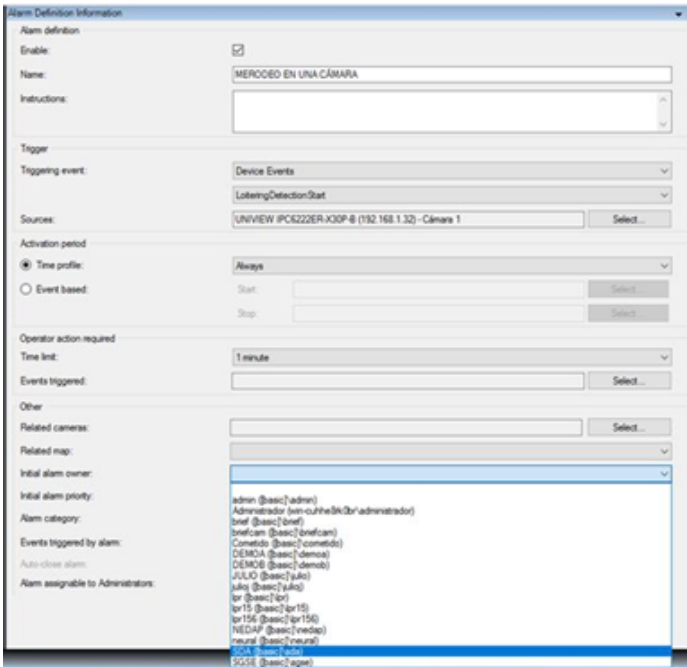 Alarm Definition Information
Alarm definition
Enable:
Name: MERODEO EN UNA CÁMARA
Instructions:
Trigger
Triggering event: Device Events
LoiteringDetectionStart
Sources: UNIVIEW IPC6222ER-X30P-B (192.168.1.32) - Cámara 1 Select...
Activation period
Time profile: Always
Event based: Start: Select...
Stop: Select...
Operator action required
Time limit: 1 minute
Events triggered: Select...
Other
Related cameras: Select...
Related map:
Initial alarm owner:
Initial alarm priority:
admin ([basic]\admin)
Administrador
Alarm category:
brief ([basic]\brief)
briefcam ([basic]\briefcam)
Cometido ([basic]\cometido)
Events triggered by alarm:
DEMOA ([basic]\demoa)
DEMOB ([basic]\demob)
Auto-close alarm:
JULIO ([basic]\julio)
julioj ([basic]\julioj)
Alarm assignable to Administrators:
lpr ([basic]\lpr)
lpr15 ([basic]\lpr15)
lpr156 ([basic]\lpr156)
NEDAP ([basic]\nedap)
neural ([basic]\neural)
SDA ([basic]\sda)
SGSE ([basic]\sgse)